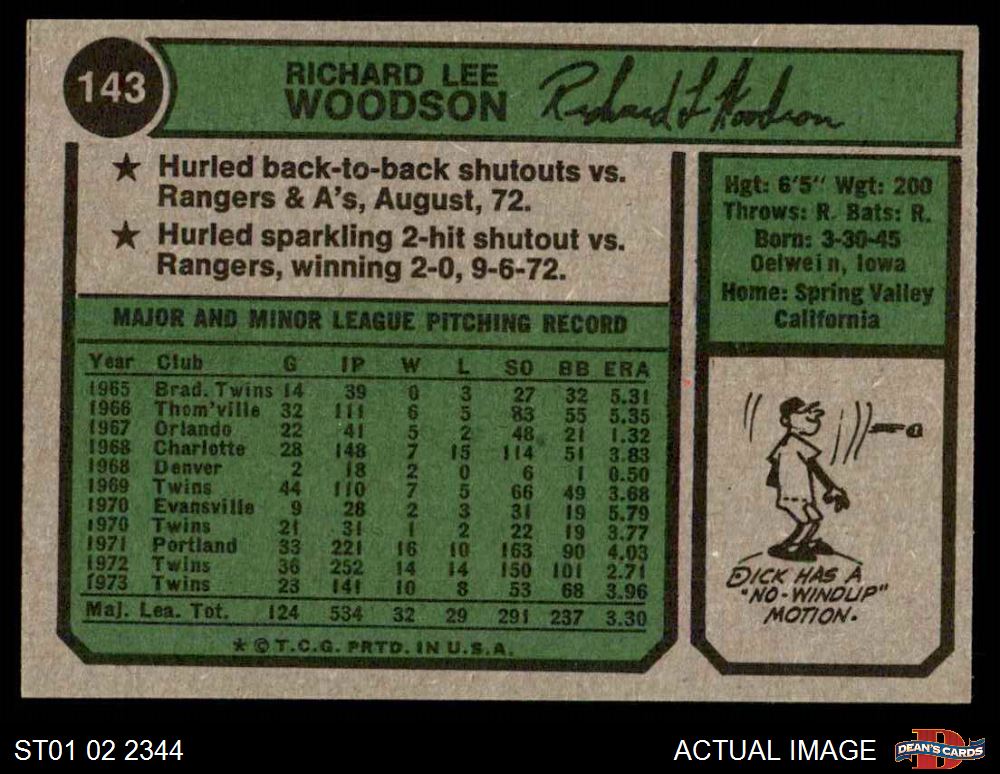 143
RICHARD LEE
WOODSON
Richard L Woodson
★ Hurled back-to-back shutouts vs.
Rangers & A's, August, 72.
★ Hurled sparkling 2-hit shutout vs.
Rangers, winning 2-0, 9-6-72.
Hgt: 6'5" Wgt: 200
Throws: R. Bats: R.
Born: 3-30-45
Oelwein, Iowa
Home: Spring Valley
California
MAJOR AND MINOR LEAGUE PITCHING RECORD
Year Club G IP W L SO BB ERA
1965 Brad. Twins 14 39 0 3 27 32 5.31
1966 Thom'ville 32 111 6 5 83 55 5.35
1967 Orlando 22 41 5 2 48 21 1.32
1968 Charlotte 28 148 7 15 114 51 3.83
1968 Denver 2 18 2 0 6 1 0.50
1969 Twins 44 110 7 5 66 49 3.68
1970 Evansville 9 28 2 3 31 19 5.79
1970 Twins 21 31 1 2 22 19 3.77
1971 Portland 33 221 16 10 163 90 4.03
1972 Twins 36 252 14 14 150 101 2.71
1973 Twins 23 141 10 8 53 68 3.96
Maj. Lea. Tot. 124 534 32 29 291 237 3.30
★ © T.C.G. PRTD. IN U.S.A.
DICK HAS A
"NO-WINDUP"
MOTION.
ST01 02 2344
ACTUAL IMAGE
D
DEAN'S CARDS